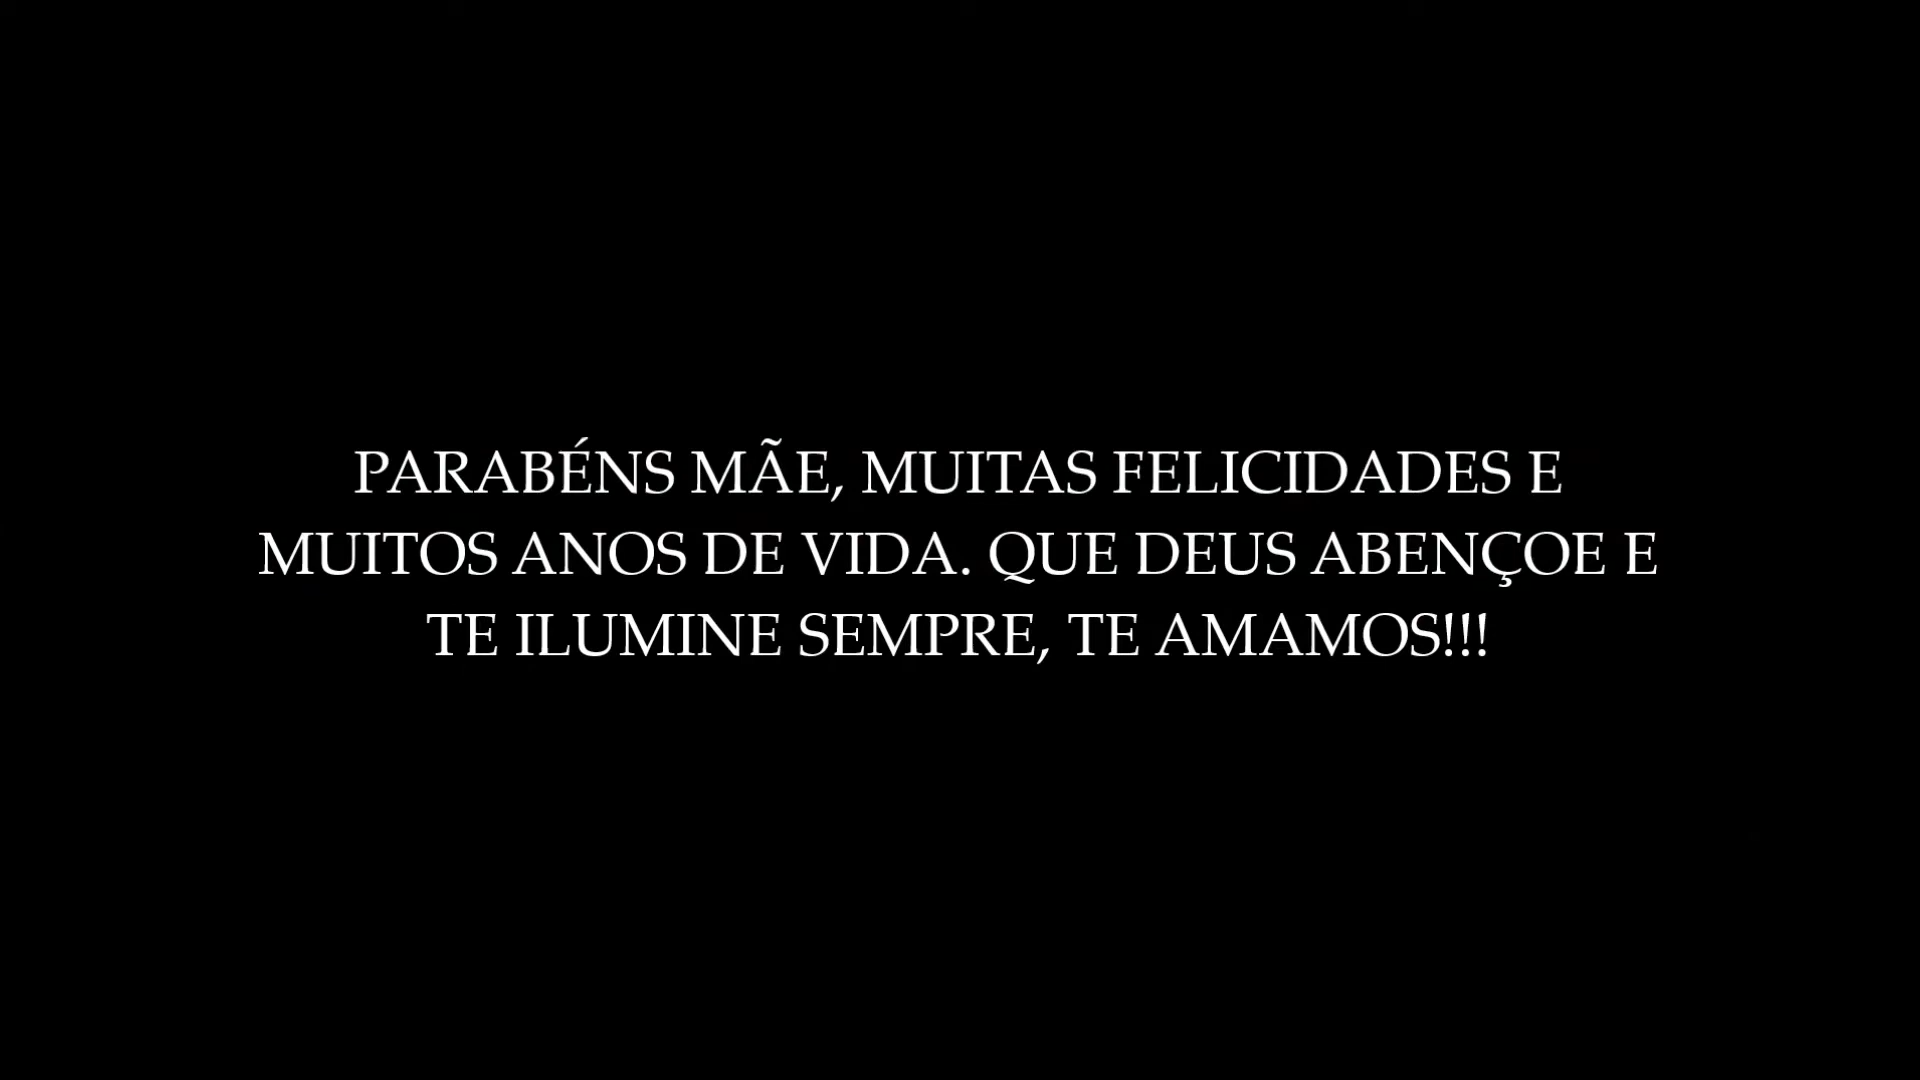 PARABÉNS MÃE, MUITAS FELICIDADES E
MUITOS ANOS DE VIDA. QUE DEUS ABENÇOE E
TE ILUMINE SEMPRE, TE AMAMOS!!!